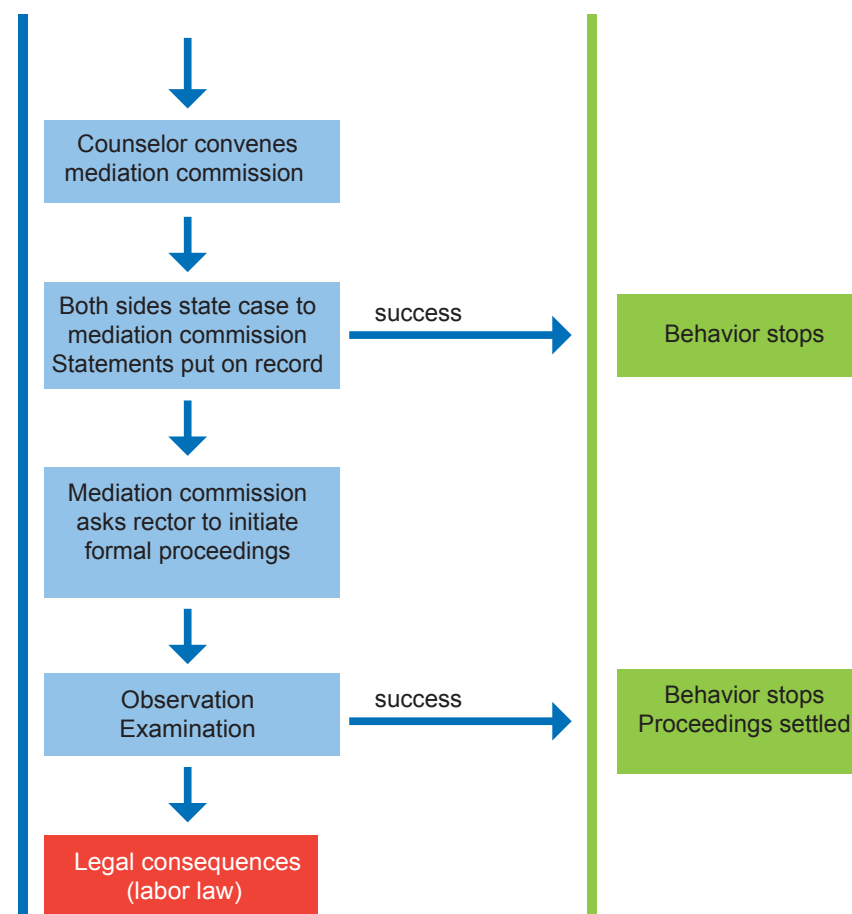 Counselor convenes
mediation commission
Both sides state case to
mediation commission
Statements put on record
success
Behavior stops
Mediation commission
asks rector to initiate
formal proceedings
Observation
Examination
success
Behavior stops
Proceedings settled
Legal consequences
(labor law)